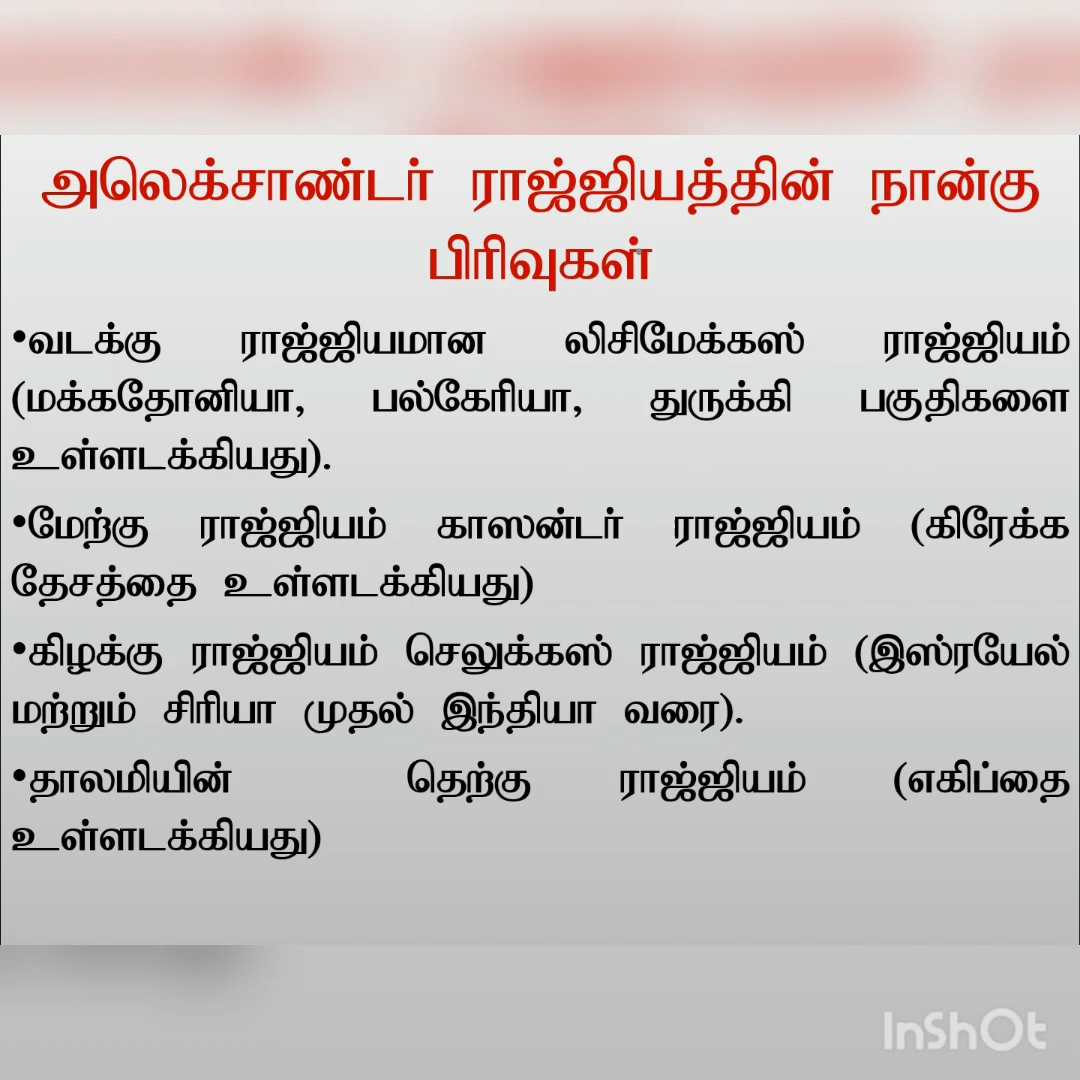 அலெக்சாண்டர் ராஜ்ஜியத்தின் நான்கு
பிரிவுகள்
•வடக்கு ராஜ்ஜியமான லிசிமேக்கஸ் ராஜ்ஜியம்
(மக்கதோனியா, பல்கேரியா, துருக்கி பகுதிகளை
உள்ளடக்கியது).
•மேற்கு ராஜ்ஜியம் காஸன்டர் ராஜ்ஜியம் (கிரேக்க
தேசத்தை உள்ளடக்கியது)
•கிழக்கு ராஜ்ஜியம் செலுக்கஸ் ராஜ்ஜியம் (இஸ்ரயேல்
மற்றும் சிரியா முதல் இந்தியா வரை).
•தாலமியின் தெற்கு ராஜ்ஜியம் (எகிப்தை
உள்ளடக்கியது)
InShOt